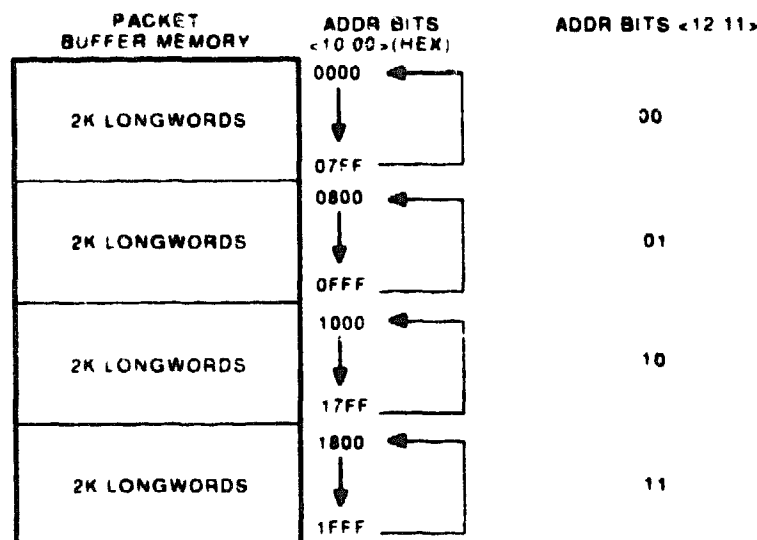 PACKET
BUFFER MEMORY
ADDR BITS
<10 00>(HEX)
ADDR BITS <12 11>
2K LONGWORDS
0000
07FF
00
2K LONGWORDS
0800
0FFF
01
2K LONGWORDS
1000
17FF
10
2K LONGWORDS
1800
1FFF
11